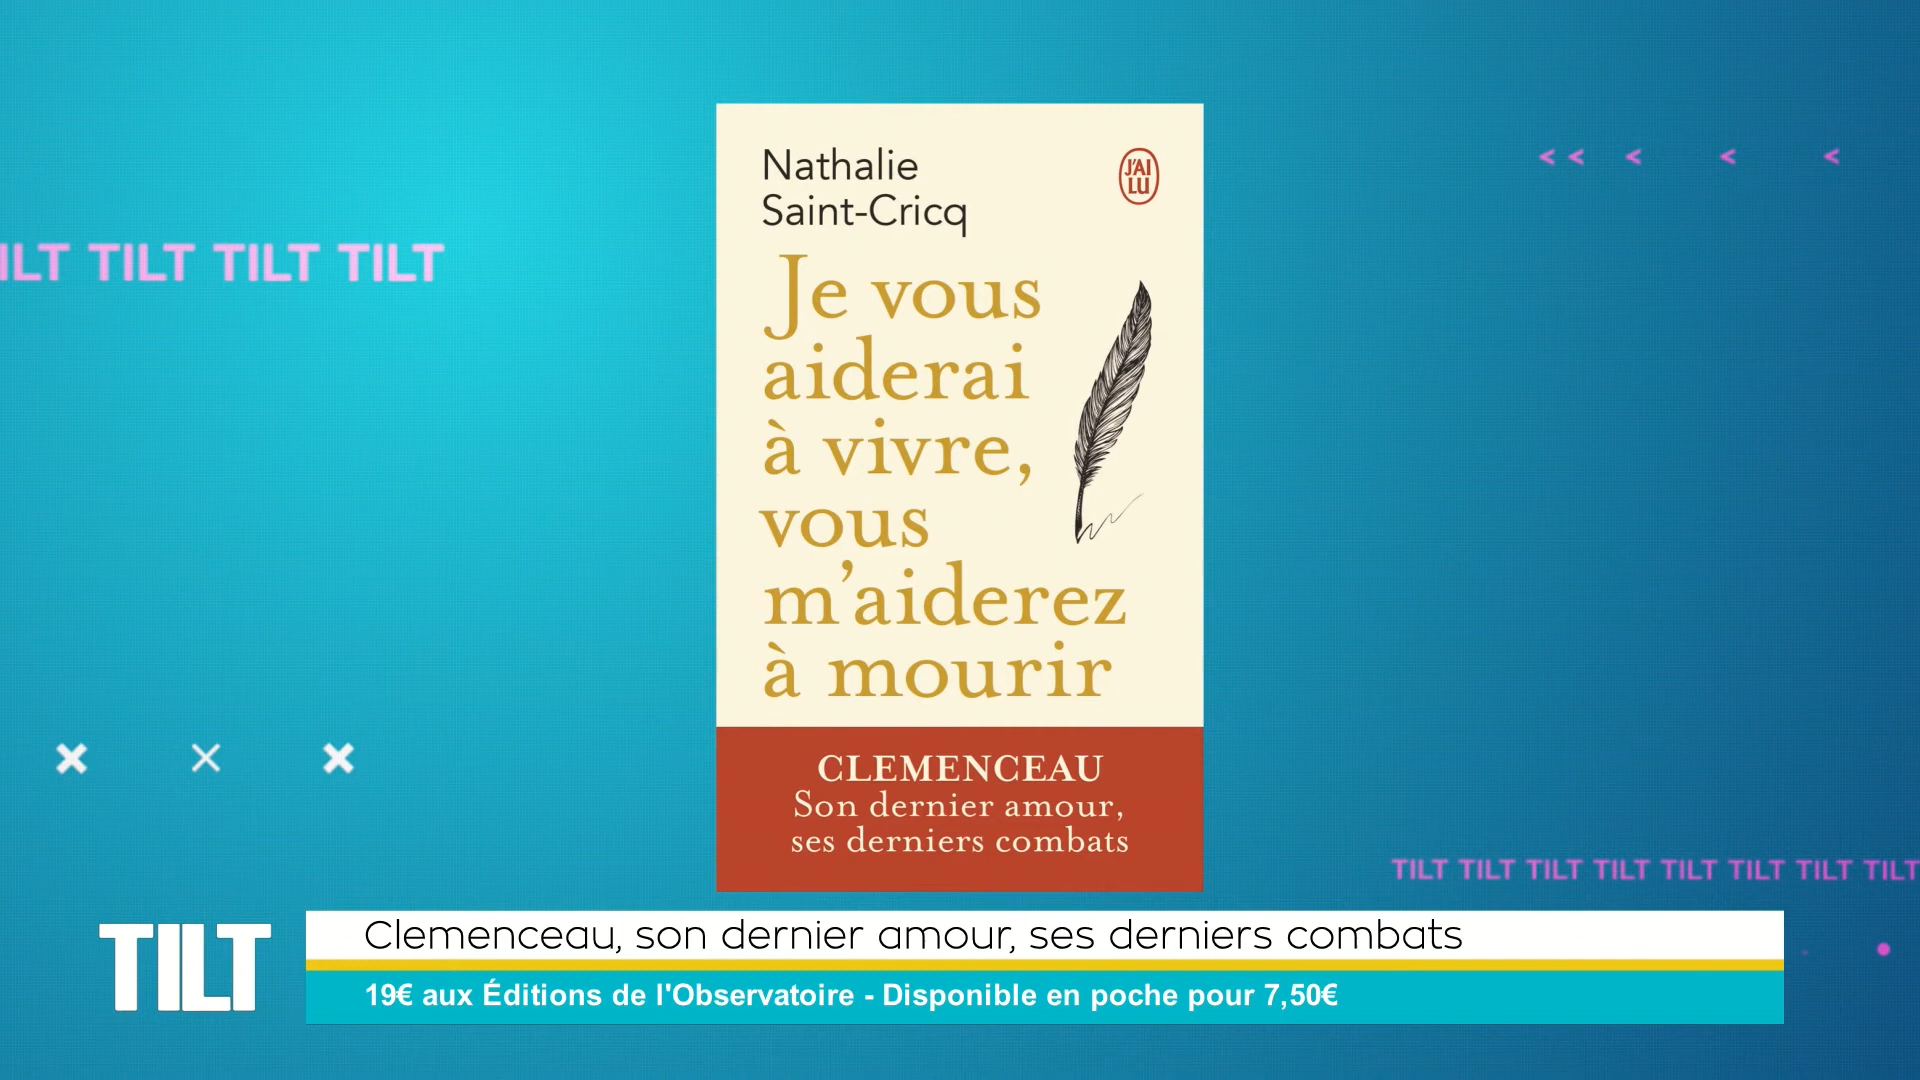 Nathalie
Saint-Cricq
J'AI
LU
Je vous
aiderai
à vivre,
vous
m'aiderez
à mourir
CLEMENCEAU
Son dernier amour,
ses derniers combats
ILT TILT TILT TILT
TILT TILT TILT TILT TILT TILT TILT TILT
TILT
Clemenceau, son dernier amour, ses derniers combats
19€ aux Éditions de l'Observatoire - Disponible en poche pour 7,50€